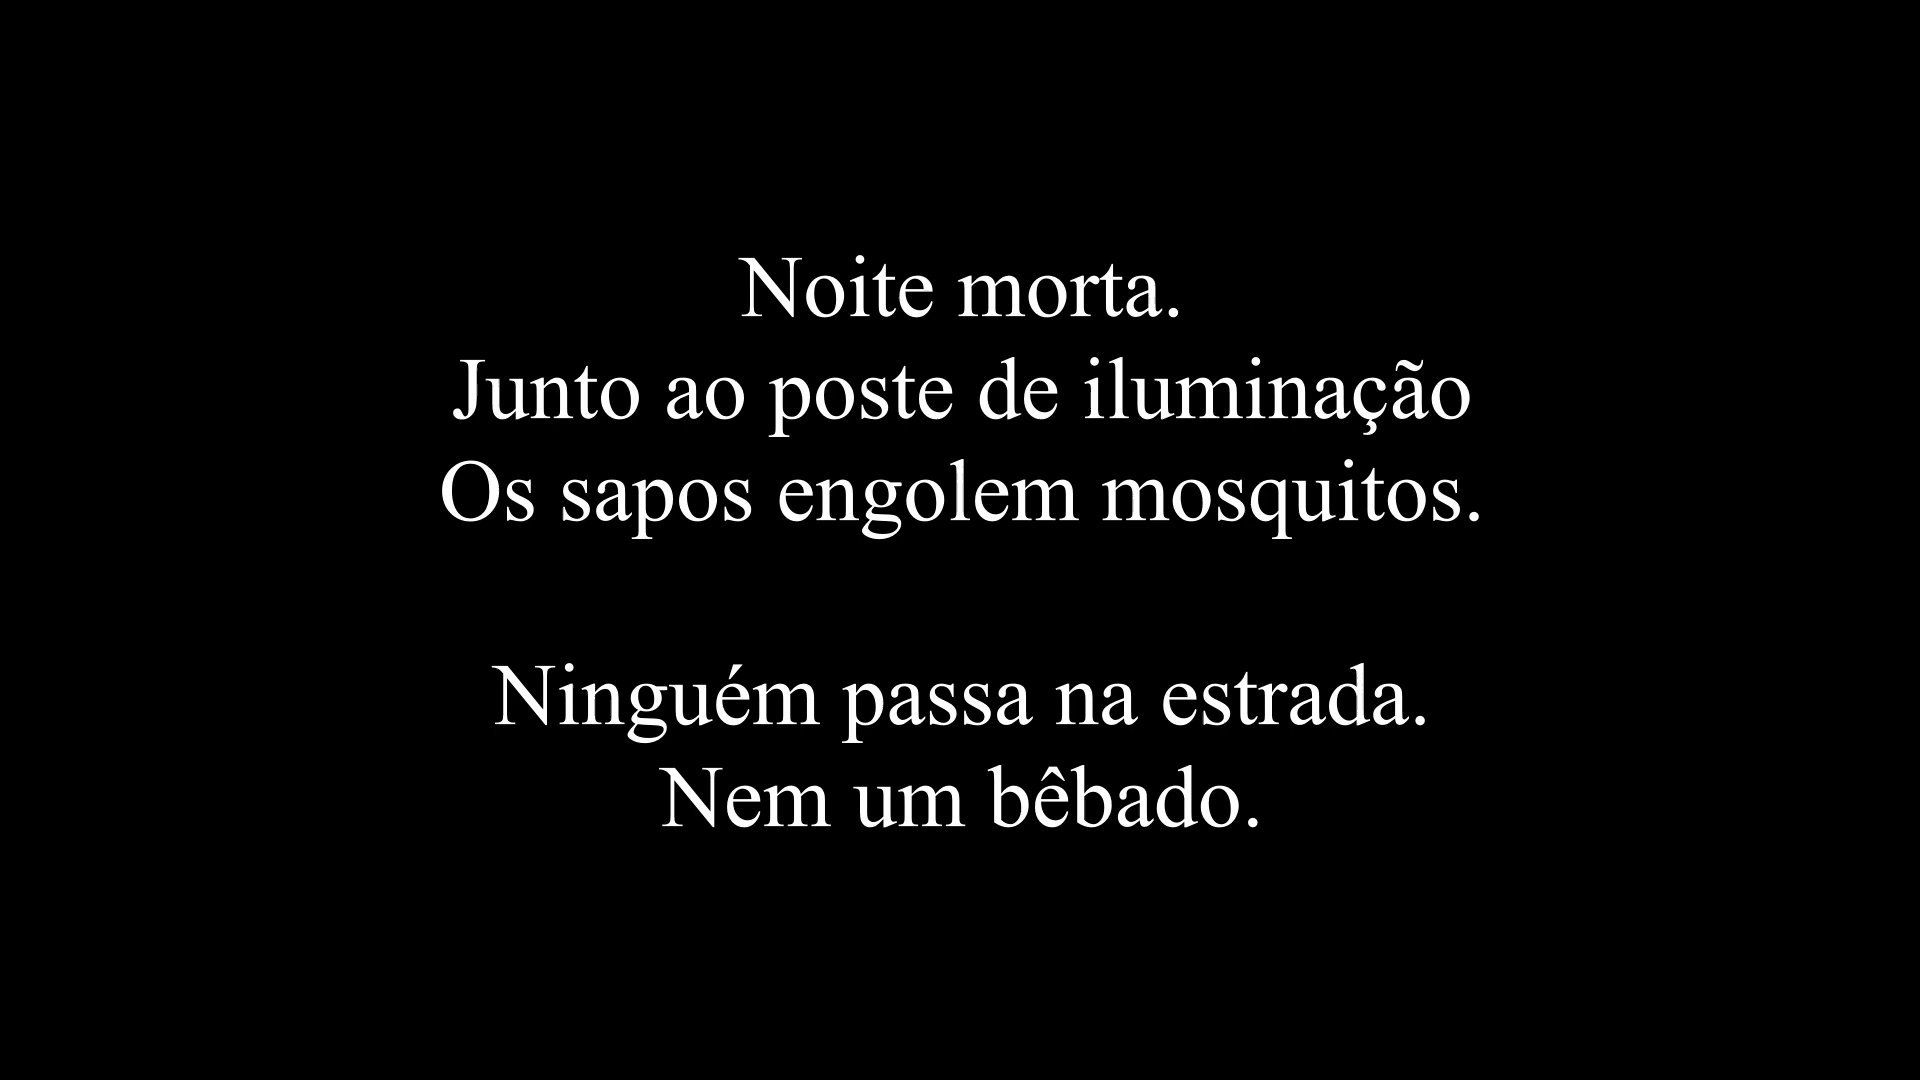 Noite morta.
Junto ao poste de iluminação
Os sapos engolem mosquitos.
Ninguém passa na estrada.
Nem um bêbado.